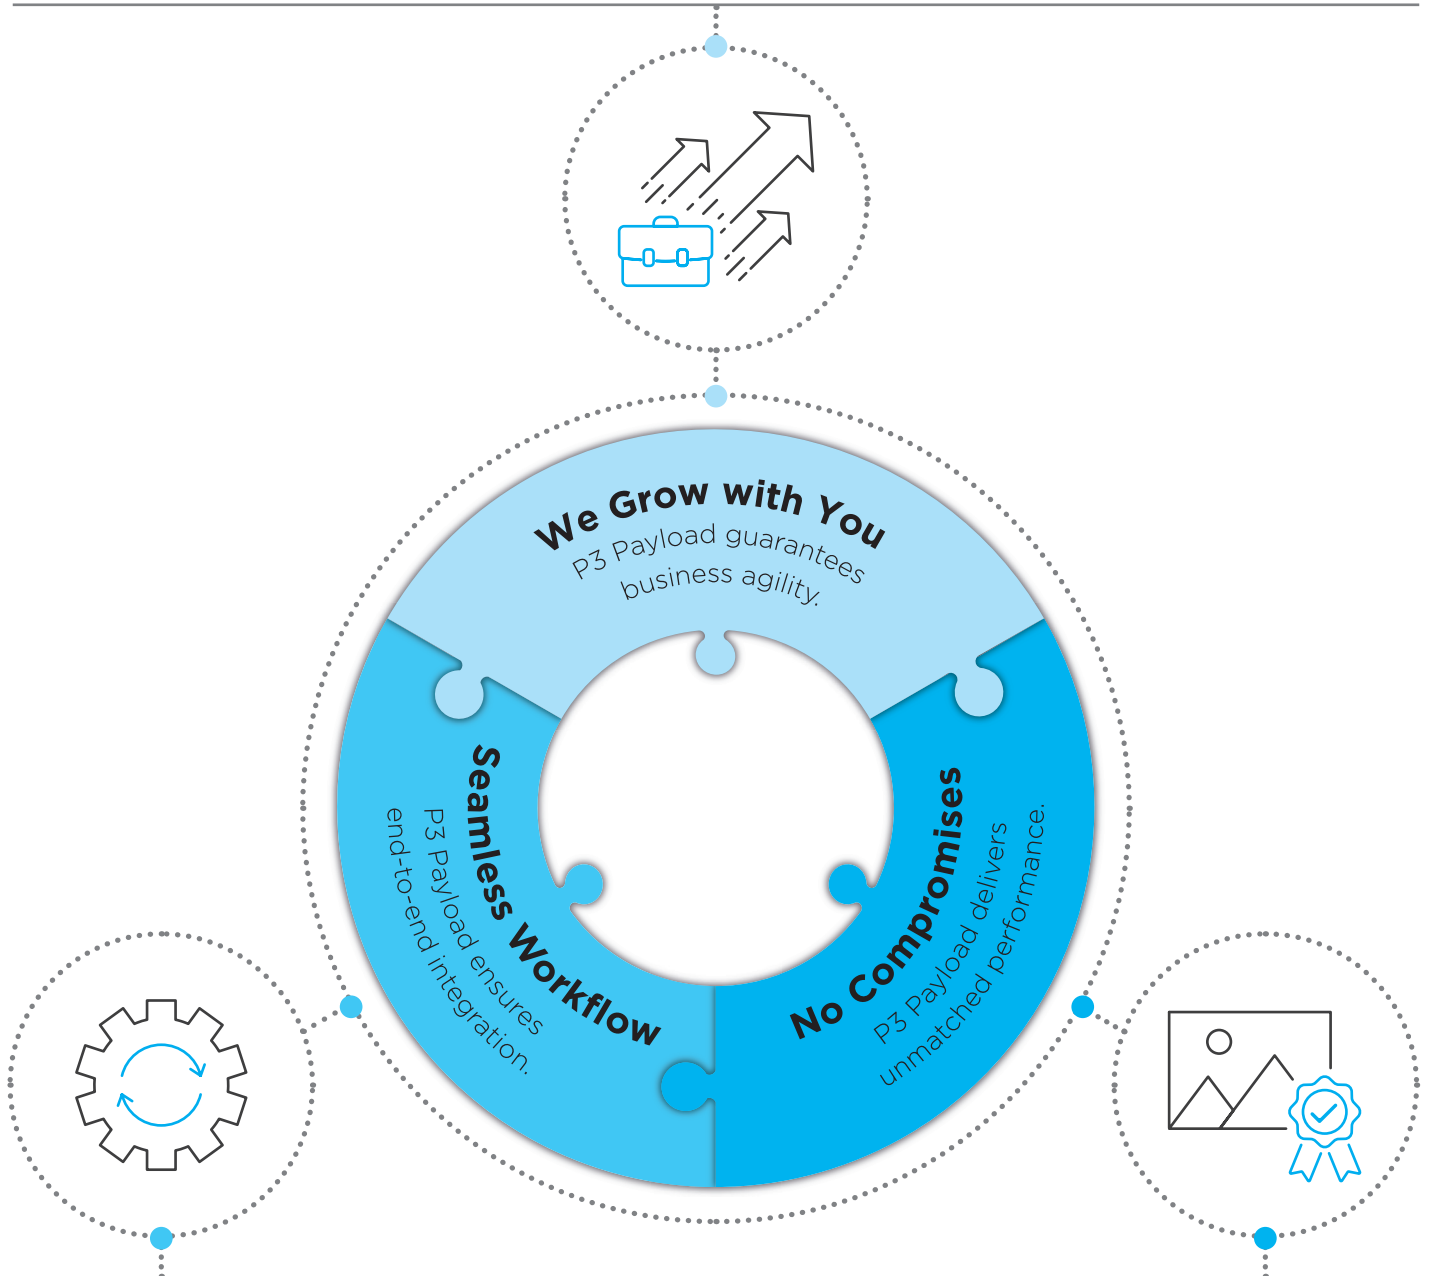 We Grow with You
P3 Payload guarantees
business agility.
Seamless Workflow
P3 Payload ensures
end-to-end integration.
No Compromises
P3 Payload delivers
unmatched performance.